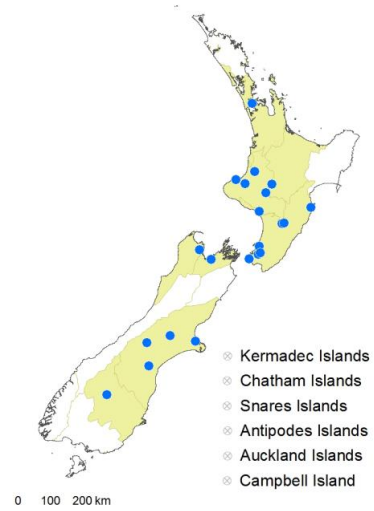 Kermadec Islands
Chatham Islands
Snares Islands
Antipodes Islands
Auckland Islands
Campbell Island
0 100 200 km